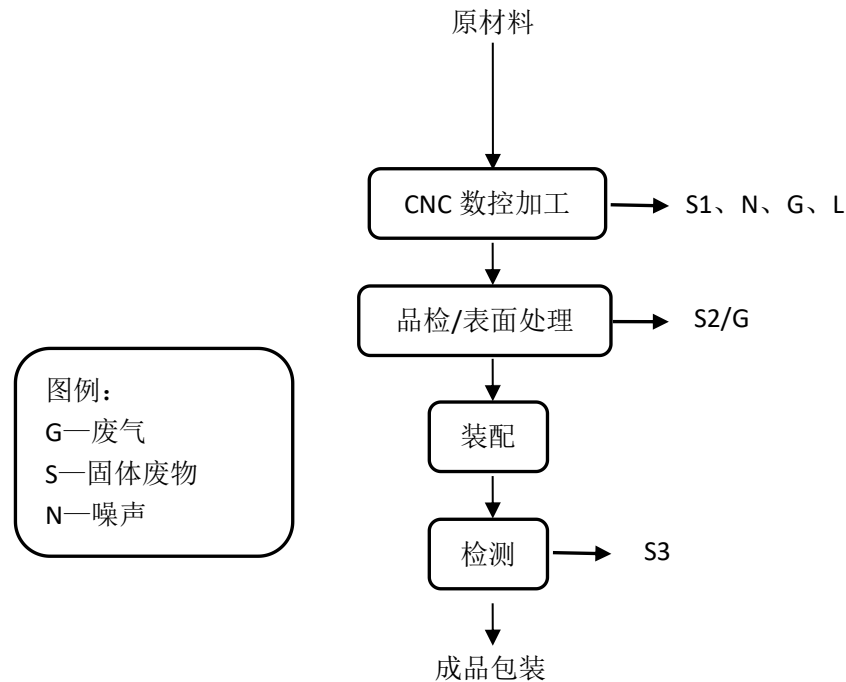 原材料
CNC 数控加工
S1、N、G、L
品检/表面处理
S2/G
图例：
G—废气
S—固体废物
N—噪声
装配
检测
S3
成品包装